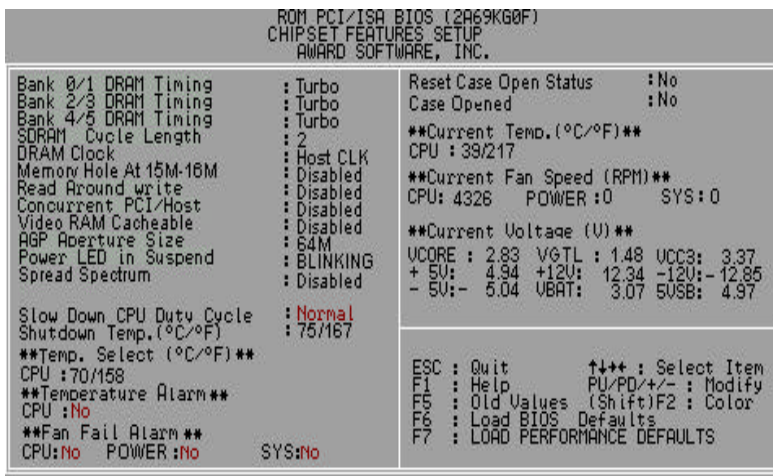 ROM PCI/ISA BIOS (2A69KG0F)
CHIPSET FEATURES SETUP
AWARD SOFTWARE, INC.
Bank 0/1 DRAM Timing : Turbo
Bank 2/3 DRAM Timing : Turbo
Bank 4/5 DRAM Timing : Turbo
SDRAM Cycle Length : 2
DRAM Clock : Host CLK
Memory Hole At 15M-16M : Disabled
Read Around write : Disabled
Concurrent PCI/Host : Disabled
Video RAM Cacheable : Disabled
AGP Aperture Size : 64M
Power LED in Suspend : BLINKING
Spread Spectrum : Disabled
Slow Down CPU Duty Cycle : Normal
Shutdown Temp.(°C/°F) : 75/167
**Temp. Select (°C/°F)**
CPU :70/158
**Temperature Alarm**
CPU :No
**Fan Fail Alarm**
CPU:No POWER:No SYS:No
Reset Case Open Status :No
Case Opened :No
**Current Temp.(°C/°F)**
CPU : 39/217
**Current Fan Speed (RPM)**
CPU: 4326 POWER :0 SYS:0
**Current Voltage (V)**
VCORE : 2.83 VGTL : 1.48 VCC3: 3.37
+ 5V: 4.94 +12V: 12.34 -12V:-12.85
- 5V:- 5.04 VBAT: 3.07 5VSB: 4.97
ESC : Quit ↑↓→← : Select Item
F1 : Help PU/PD/+/- : Modify
F5 : Old Values (Shift)F2 : Color
F6 : Load BIOS Defaults
F7 : LOAD PERFORMANCE DEFAULTS